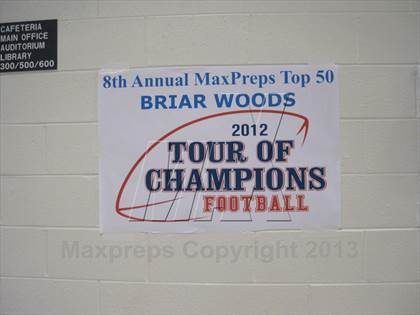 CAFETERIA
MAIN OFFICE
AUDITORIUM
LIBRARY
300/500/600
8th Annual MaxPreps Top 50
BRIAR WOODS
2012
TOUR OF
CHAMPIONS
FOOTBALL
Maxpreps Copyright 2013